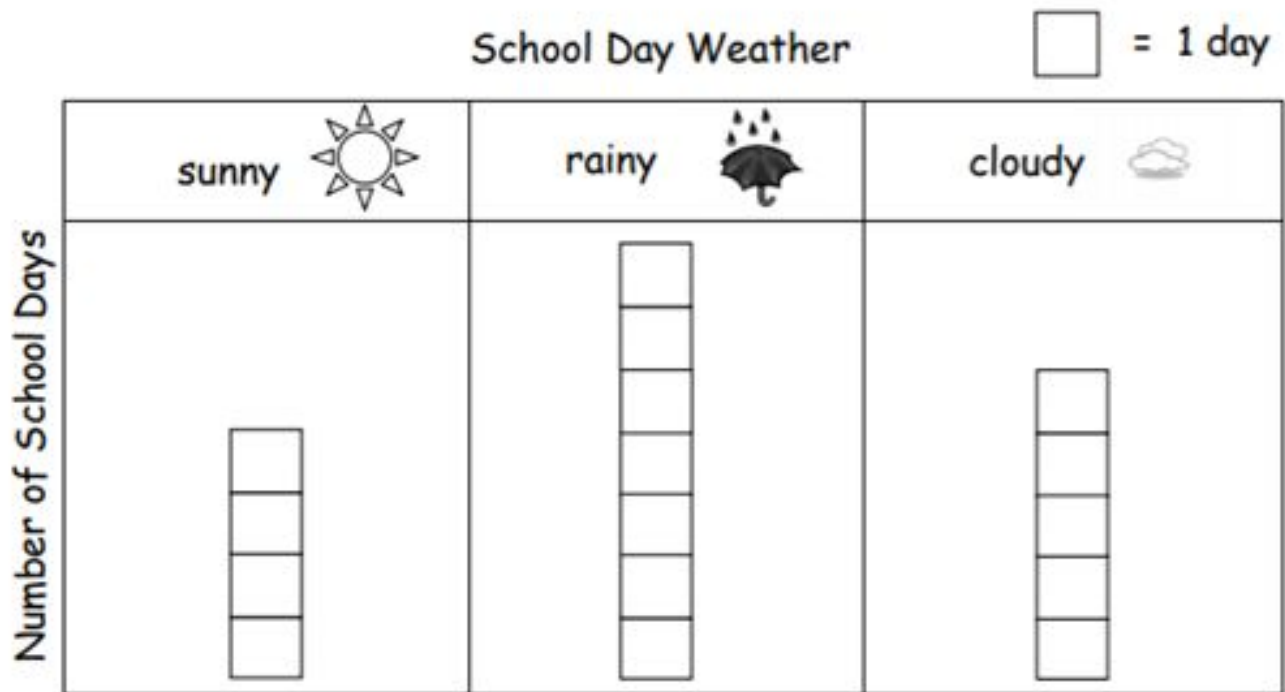 School Day Weather
= 1 day
sunny
rainy
cloudy
Number of School Days